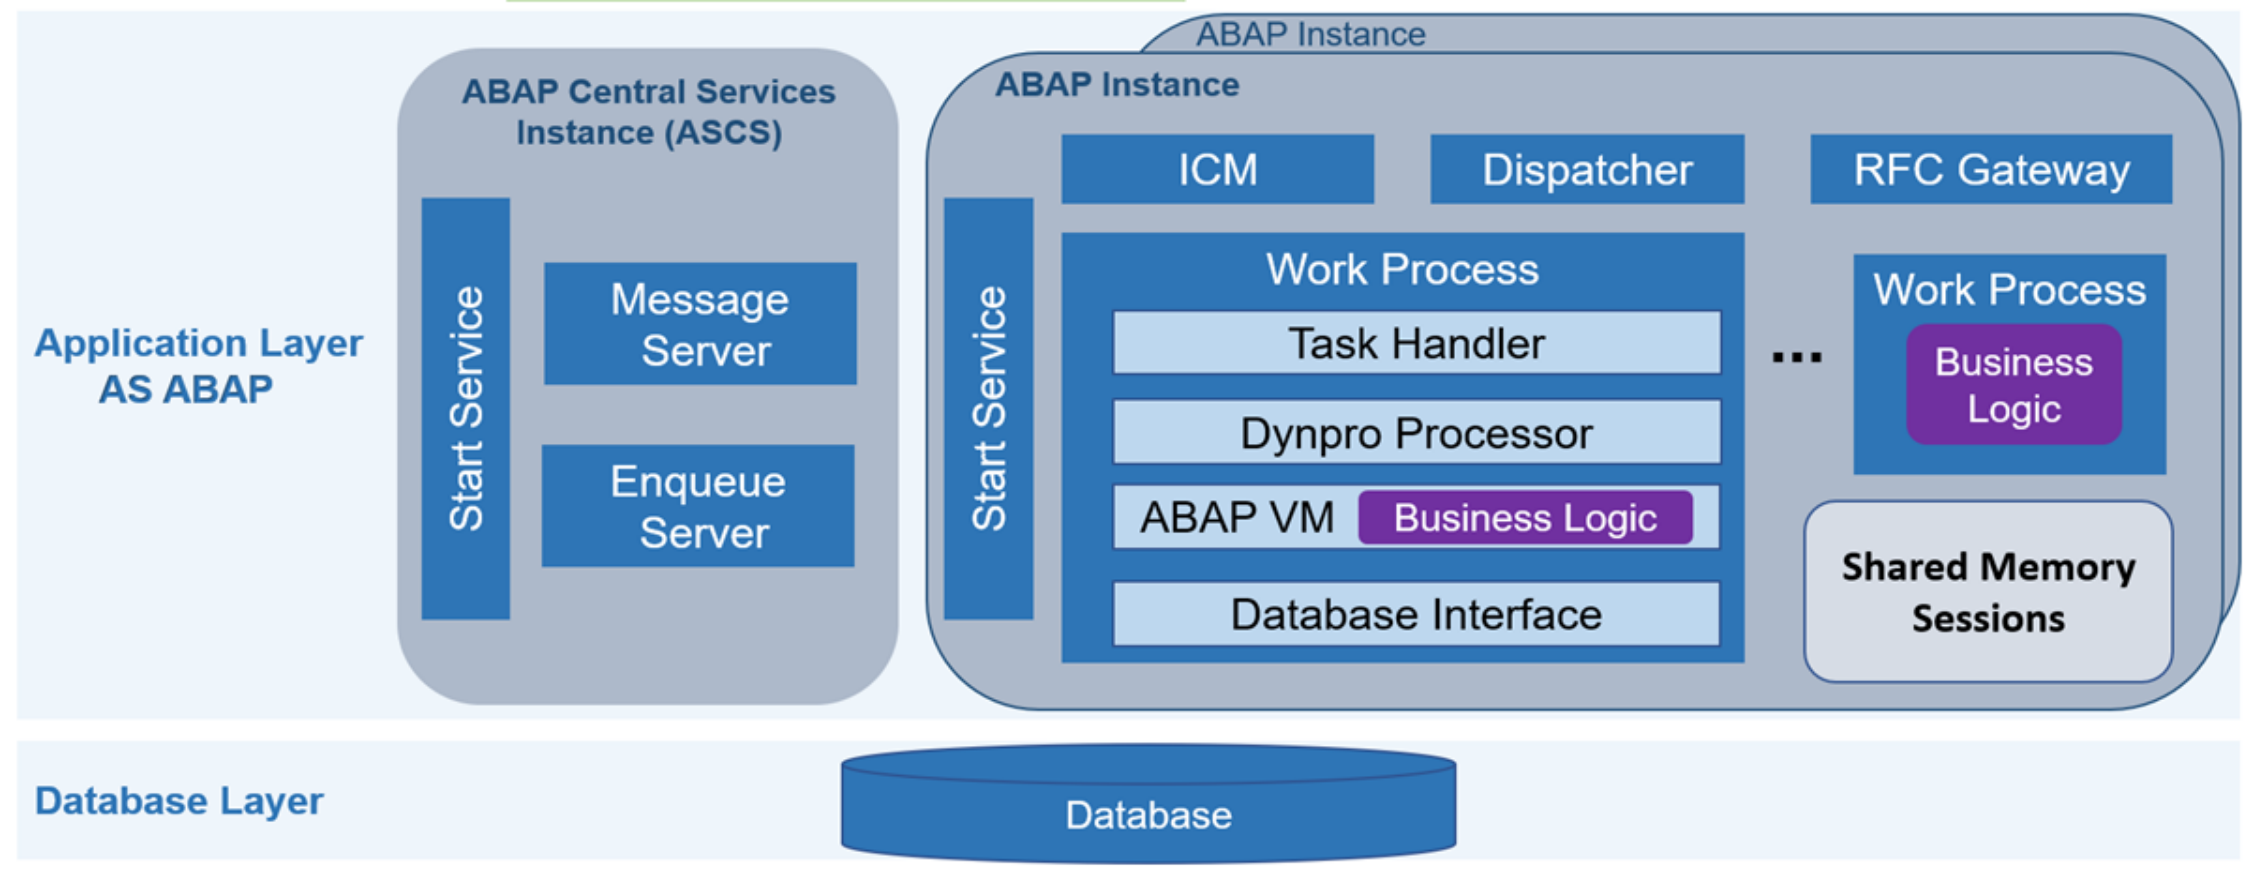 ABAP Instance
ABAP Central Services
Instance (ASCS)
ABAP Instance
ICM
Dispatcher
RFC Gateway
Start Service
Message
Server
Enqueue
Server
Start Service
Work Process
Task Handler
Dynpro Processor
ABAP VM
Business Logic
Database Interface
...
Work Process
Business
Logic
Shared Memory
Sessions
Application Layer
AS ABAP
Database Layer
Database